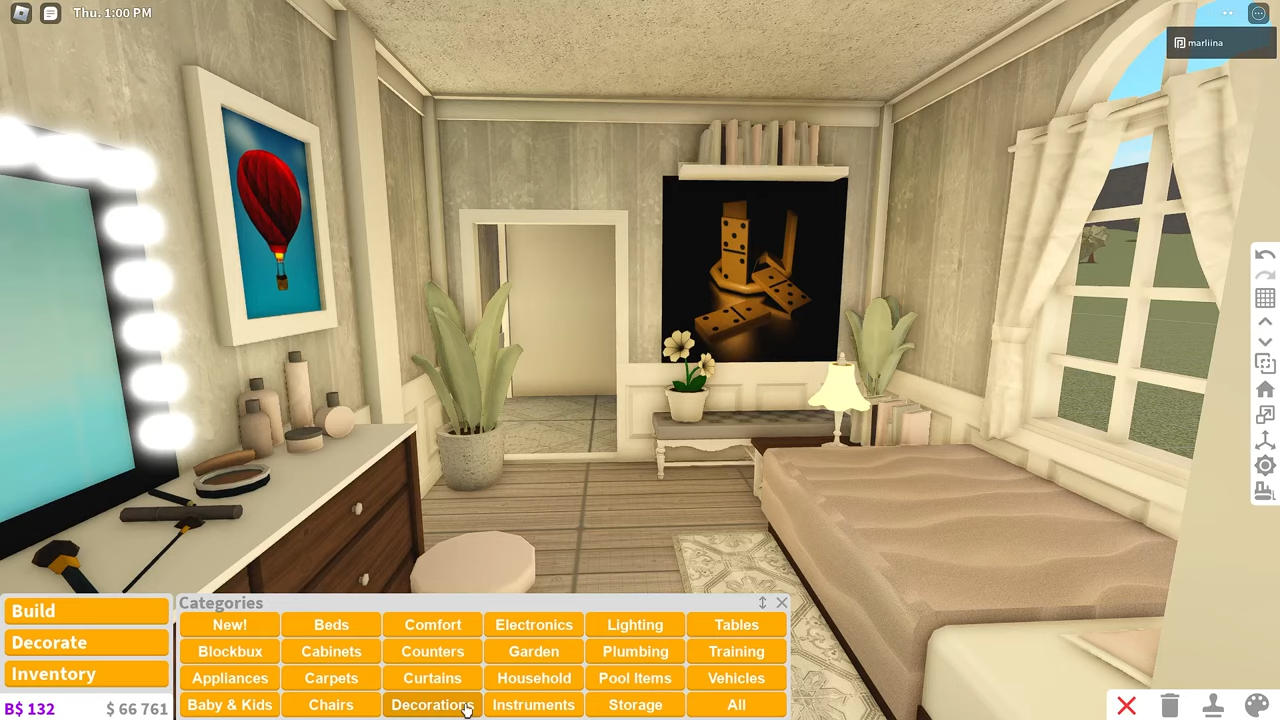 Thu. 1:00 PM
marliina
Build
Decorate
Inventory
B$ 132 $ 66 761
Categories
New! Beds Comfort Electronics Lighting Tables
Blockbux Cabinets Counters Garden Plumbing Training
Appliances Carpets Curtains Household Pool Items Vehicles
Baby & Kids Chairs Decorations Instruments Storage All